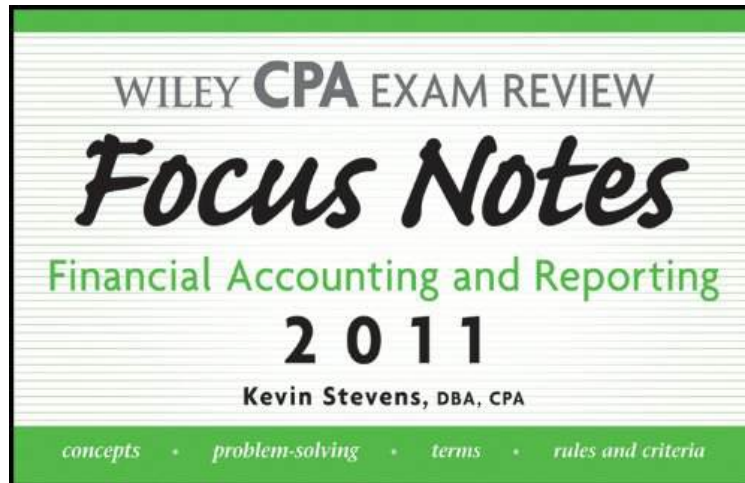 WILEY CPA EXAM REVIEW
Focus Notes
Financial Accounting and Reporting
2011
Kevin Stevens, DBA, CPA
concepts • problem-solving • terms • rules and criteria